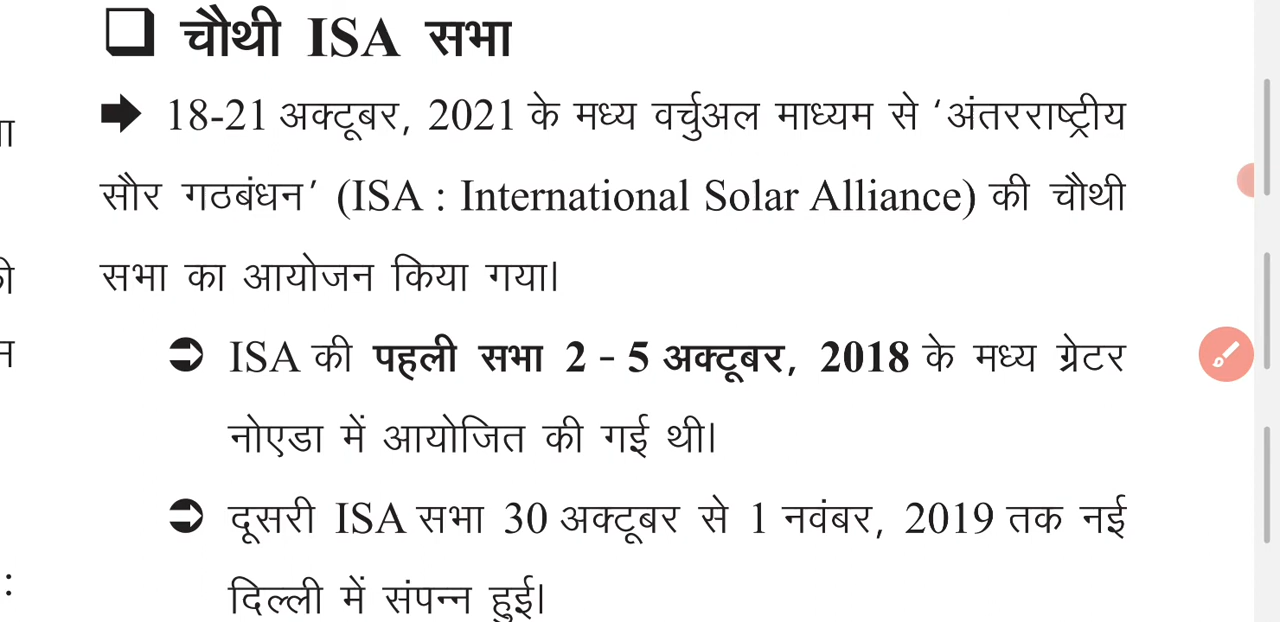 ❑ चौथी ISA सभा
➡ 18-21 अक्टूबर, 2021 के मध्य वर्चुअल माध्यम से ‘अंतरराष्ट्रीय
सौर गठबंधन’ (ISA : International Solar Alliance) की चौथी
सभा का आयोजन किया गया।
➲ ISA की पहली सभा 2 - 5 अक्टूबर, 2018 के मध्य ग्रेटर
नोएडा में आयोजित की गई थी।
➲ दूसरी ISA सभा 30 अक्टूबर से 1 नवंबर, 2019 तक नई
दिल्ली में संपन्न हुई।